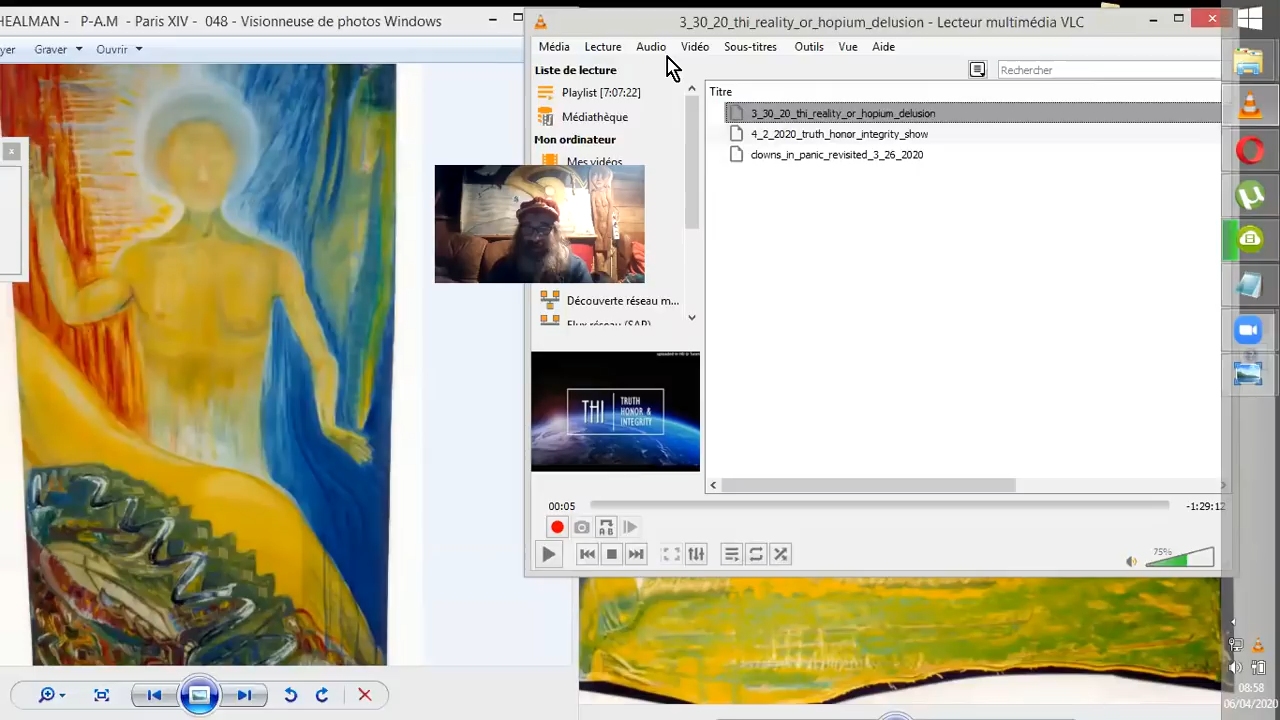 HEALMAN - P-A.M - Paris XIV - 048 - Visionneuse de photos Windows
Graver
Ouvrir
3_30_20_thi_reality_or_hopium_delusion - Lecteur multimédia VLC
Média Lecture Audio Vidéo Sous-titres Outils Vue Aide
Liste de lecture
Rechercher
Playlist [7:07:22]
Médiathèque
Mon ordinateur
Mes vidéos
Découverte réseau m...
Flux réseau (SAP)
Titre
3_30_20_thi_reality_or_hopium_delusion
4_2_2020_truth_honor_integrity_show
clowns_in_panic_revisited_3_26_2020
THI
TRUTH
HONOR &
INTEGRITY
00:05
-1:29:12
75%
08:58
06/04/2020